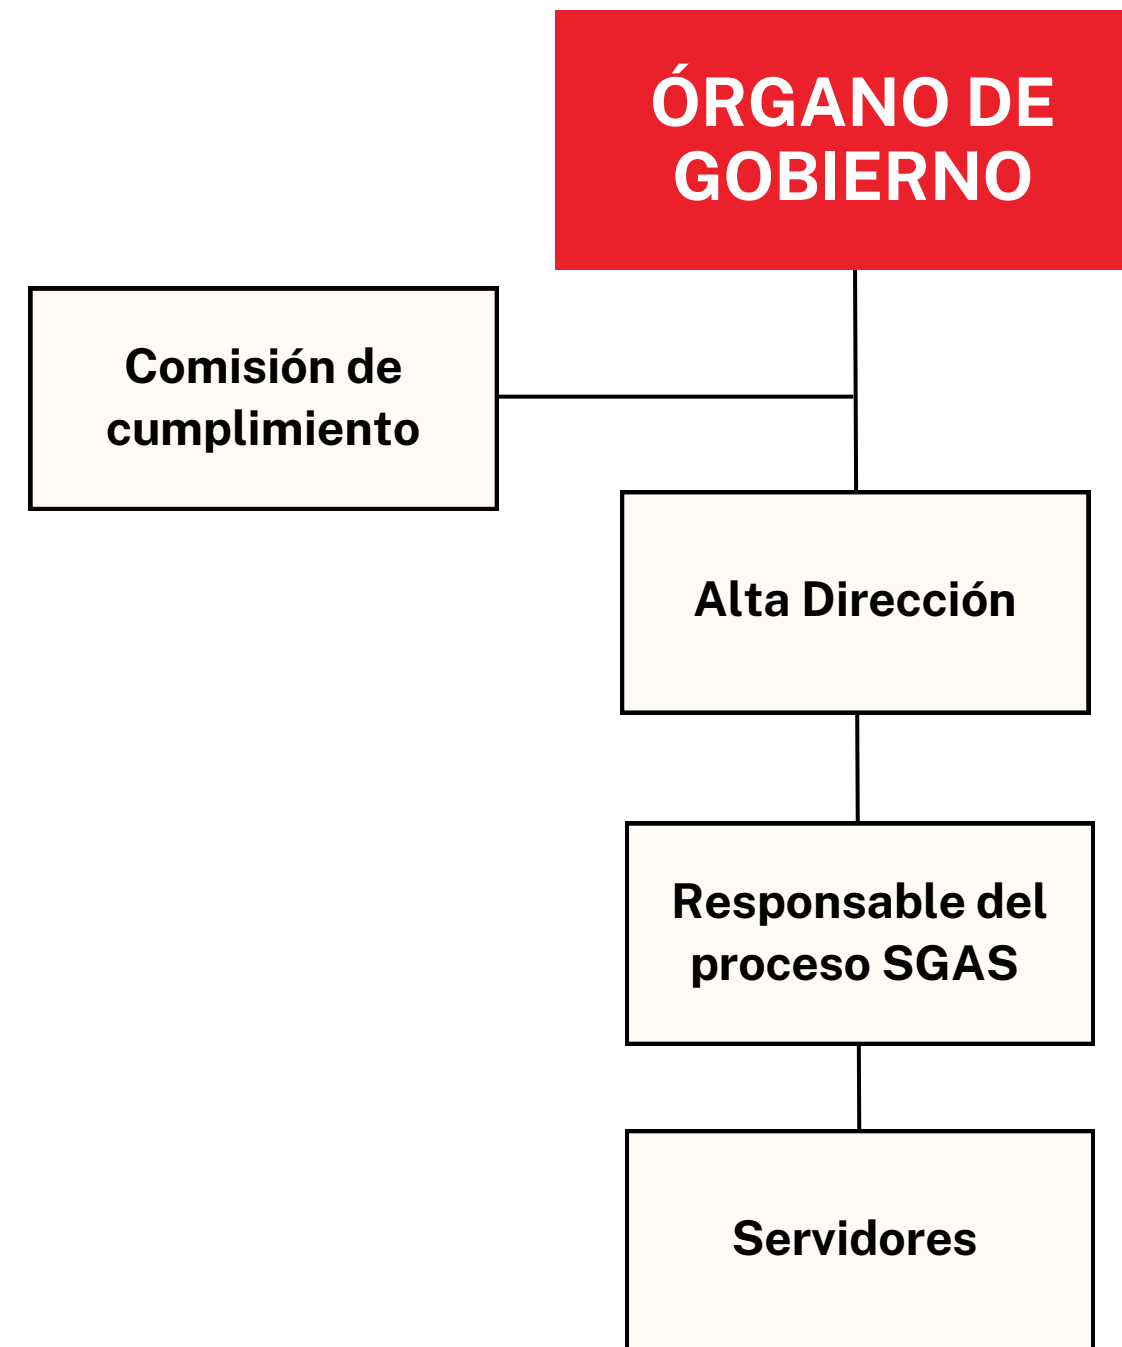 ÓRGANO DE
GOBIERNO
Comisión de
cumplimiento
Alta Dirección
Responsable del
proceso SGAS
Servidores